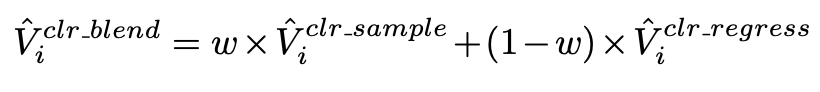 V̂_i^{clr_blend} = w × V̂_i^{clr_sample} + (1 − w) × V̂_i^{clr_regress}